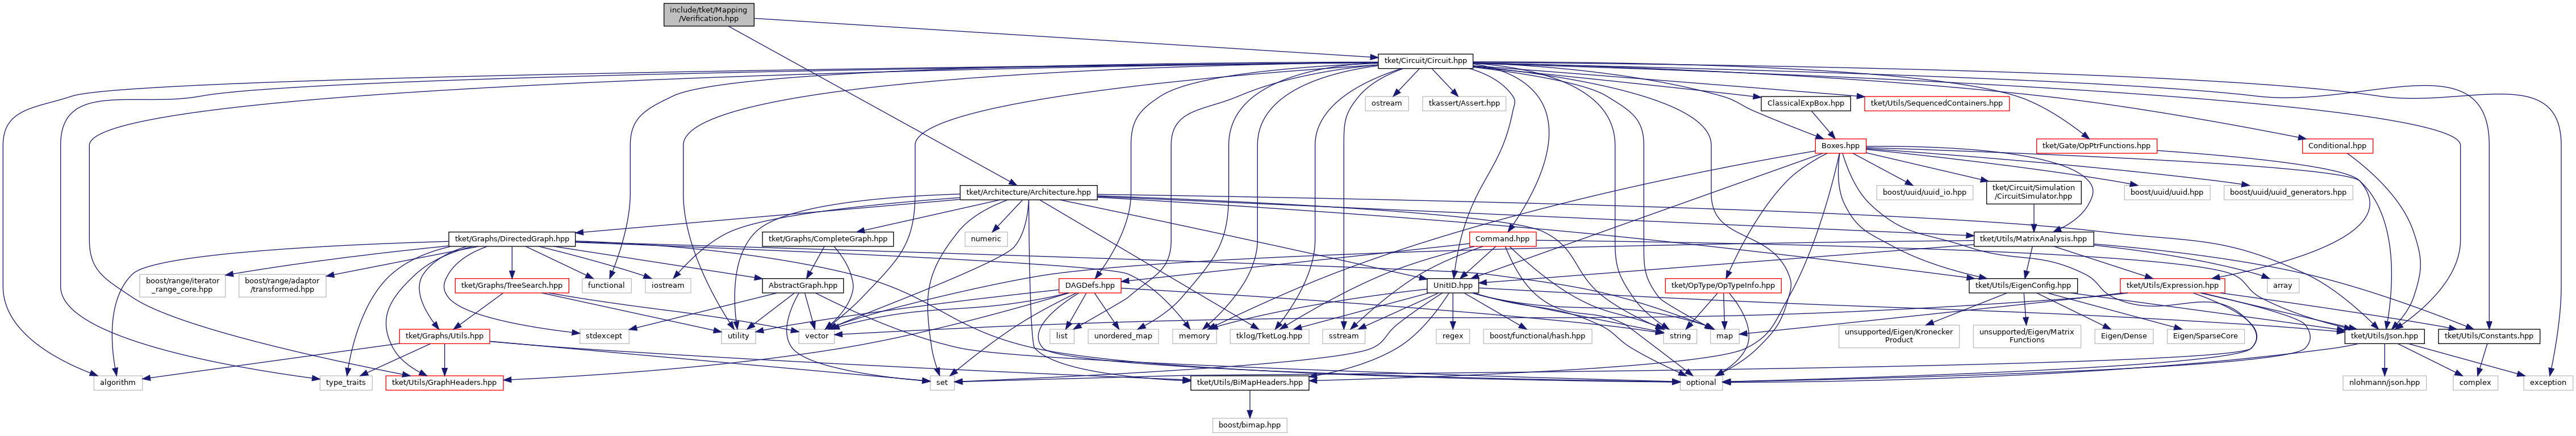 include/tket/Mapping
/Verification.hpp
tket/Circuit/Circuit.hpp
ostream
tkassert/Assert.hpp
ClassicalExpBox.hpp
tket/Utils/SequencedContainers.hpp
Boxes.hpp
tket/Gate/OpPtrFunctions.hpp
Conditional.hpp
tket/Architecture/Architecture.hpp
boost/uuid/uuid_io.hpp
tket/Circuit/Simulation
/CircuitSimulator.hpp
boost/uuid/uuid.hpp
boost/uuid/uuid_generators.hpp
tket/Graphs/DirectedGraph.hpp
tket/Graphs/CompleteGraph.hpp
numeric
Command.hpp
tket/Utils/MatrixAnalysis.hpp
boost/range/iterator
_range_core.hpp
boost/range/adaptor
/transformed.hpp
tket/Graphs/TreeSearch.hpp
functional
iostream
AbstractGraph.hpp
DAGDefs.hpp
UnitID.hpp
tket/OpType/OpTypeInfo.hpp
tket/Utils/EigenConfig.hpp
tket/Utils/Expression.hpp
array
tket/Graphs/Utils.hpp
stdexcept
utility
vector
list
unordered_map
memory
tklog/TketLog.hpp
sstream
regex
boost/functional/hash.hpp
string
map
unsupported/Eigen/Kronecker
Product
unsupported/Eigen/Matrix
Functions
Eigen/Dense
Eigen/SparseCore
tket/Utils/Json.hpp
tket/Utils/Constants.hpp
algorithm
type_traits
tket/Utils/GraphHeaders.hpp
set
tket/Utils/BiMapHeaders.hpp
optional
nlohmann/json.hpp
complex
exception
boost/bimap.hpp